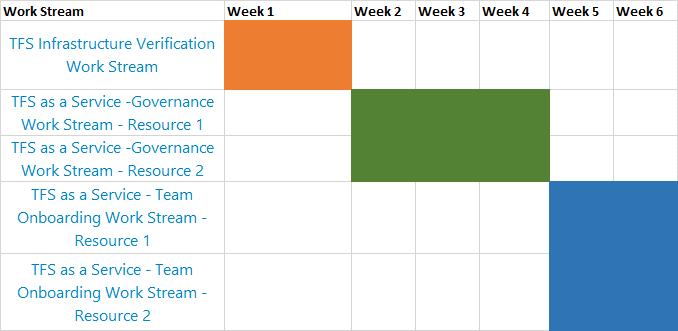 Work Stream Week 1 Week 2 Week 3 Week 4 Week 5 Week 6
TFS Infrastructure Verification
Work Stream
TFS as a Service -Governance
Work Stream - Resource 1
TFS as a Service -Governance
Work Stream - Resource 2
TFS as a Service - Team
Onboarding Work Stream -
Resource 1
TFS as a Service - Team
Onboarding Work Stream -
Resource 2